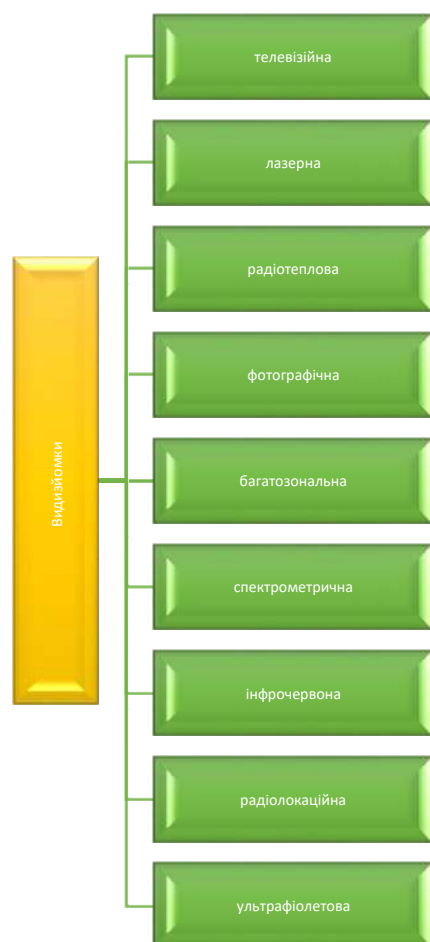 телевізійна
лазерна
радіотеплова
фотографічна
Видизйомки
багатозональна
спектрометрична
інфрочервона
радіолокаційна
ультрафіолетова